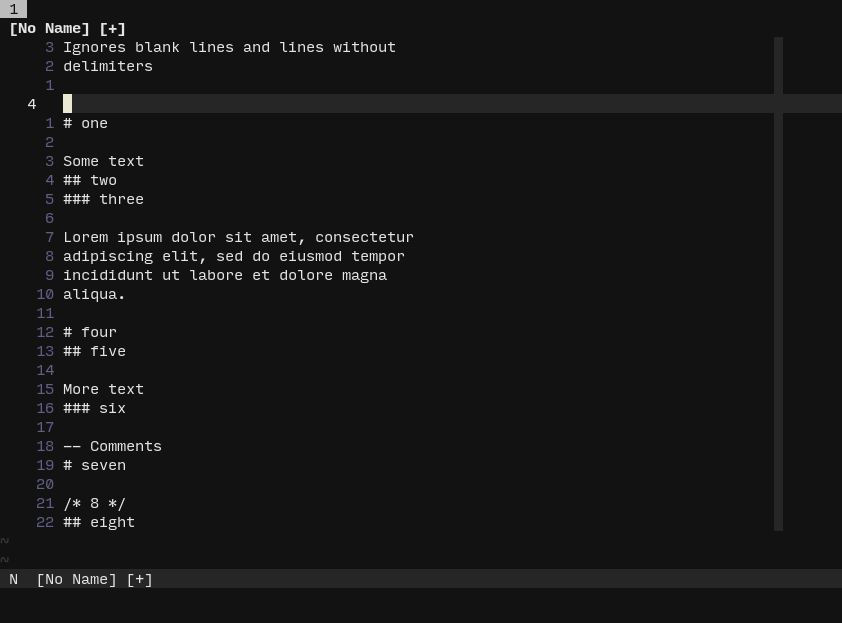 1
[No Name] [+]
3 Ignores blank lines and lines without
2 delimiters
1
4
1 # one
2
3 Some text
4 ## two
5 ### three
6
7 Lorem ipsum dolor sit amet, consectetur
8 adipiscing elit, sed do eiusmod tempor
9 incididunt ut labore et dolore magna
10 aliqua.
11
12 # four
13 ## five
14
15 More text
16 ### six
17
18 -- Comments
19 # seven
20
21 /* 8 */
22 ## eight
~
~
N [No Name] [+]